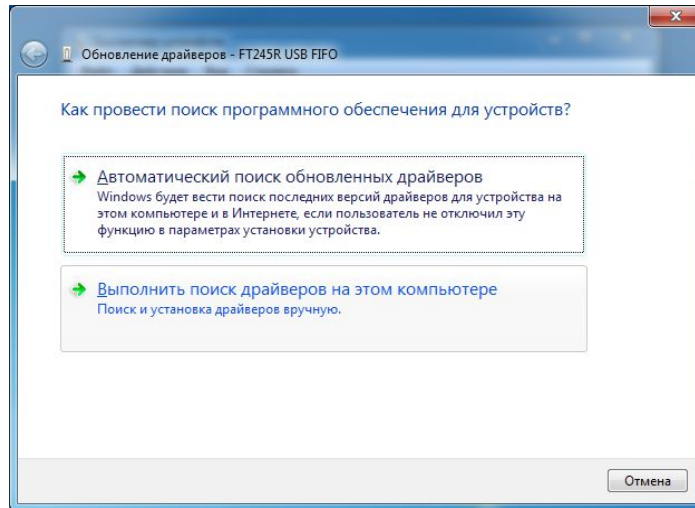 Обновление драйверов - FT245R USB FIFO
Как провести поиск программного обеспечения для устройств?
Автоматический поиск обновленных драйверов
Windows будет вести поиск последних версий драйверов для устройства на
этом компьютере и в Интернете, если пользователь не отключил эту
функцию в параметрах установки устройства.
Выполнить поиск драйверов на этом компьютере
Поиск и установка драйверов вручную.
Отмена